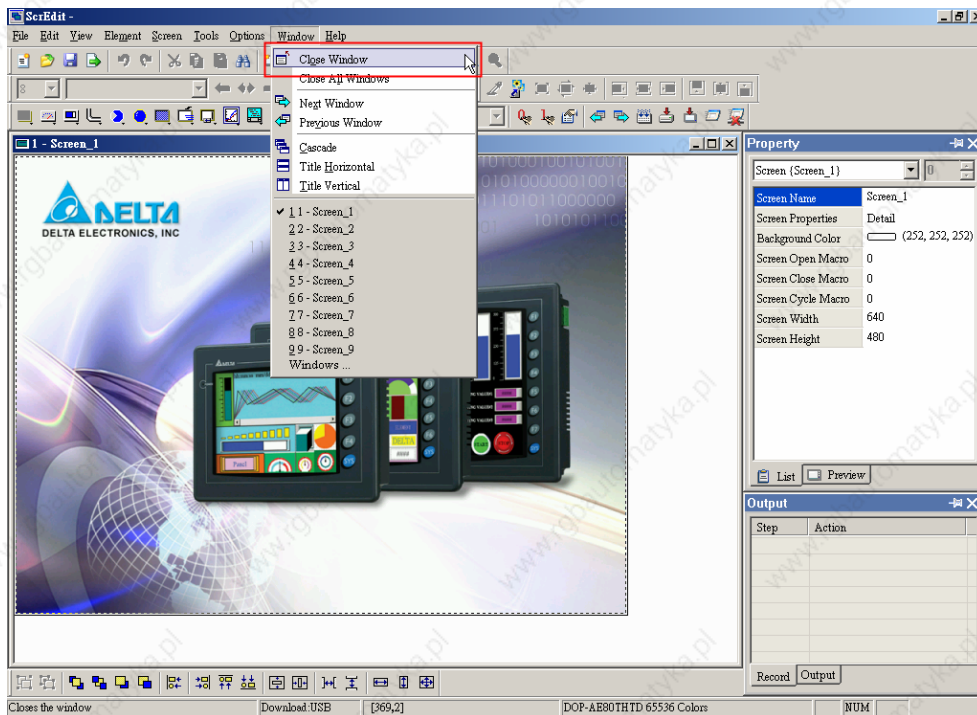 ScrEdit -
File Edit View Element Screen Tools Options Window Help
Close Window
Close All Windows
Next Window
Previous Window
Cascade
Title Horizontal
Title Vertical
1 1 - Screen_1
2 2 - Screen_2
3 3 - Screen_3
4 4 - Screen_4
5 5 - Screen_5
6 6 - Screen_6
7 7 - Screen_7
8 8 - Screen_8
9 9 - Screen_9
Windows ...
8
1 - Screen_1
DELTA
DELTA ELECTRONICS, INC
Property
Screen {Screen_1}
0
Screen Name Screen_1
Screen Properties Detail
Background Color (252, 252, 252)
Screen Open Macro 0
Screen Close Macro 0
Screen Cycle Macro 0
Screen Width 640
Screen Height 480
List Preview
Output
Step Action
Record Output
Closes the window Download:USB [369,2] DOP-AE80THTD 65536 Colors NUM
www.rgbautomatyka.pl